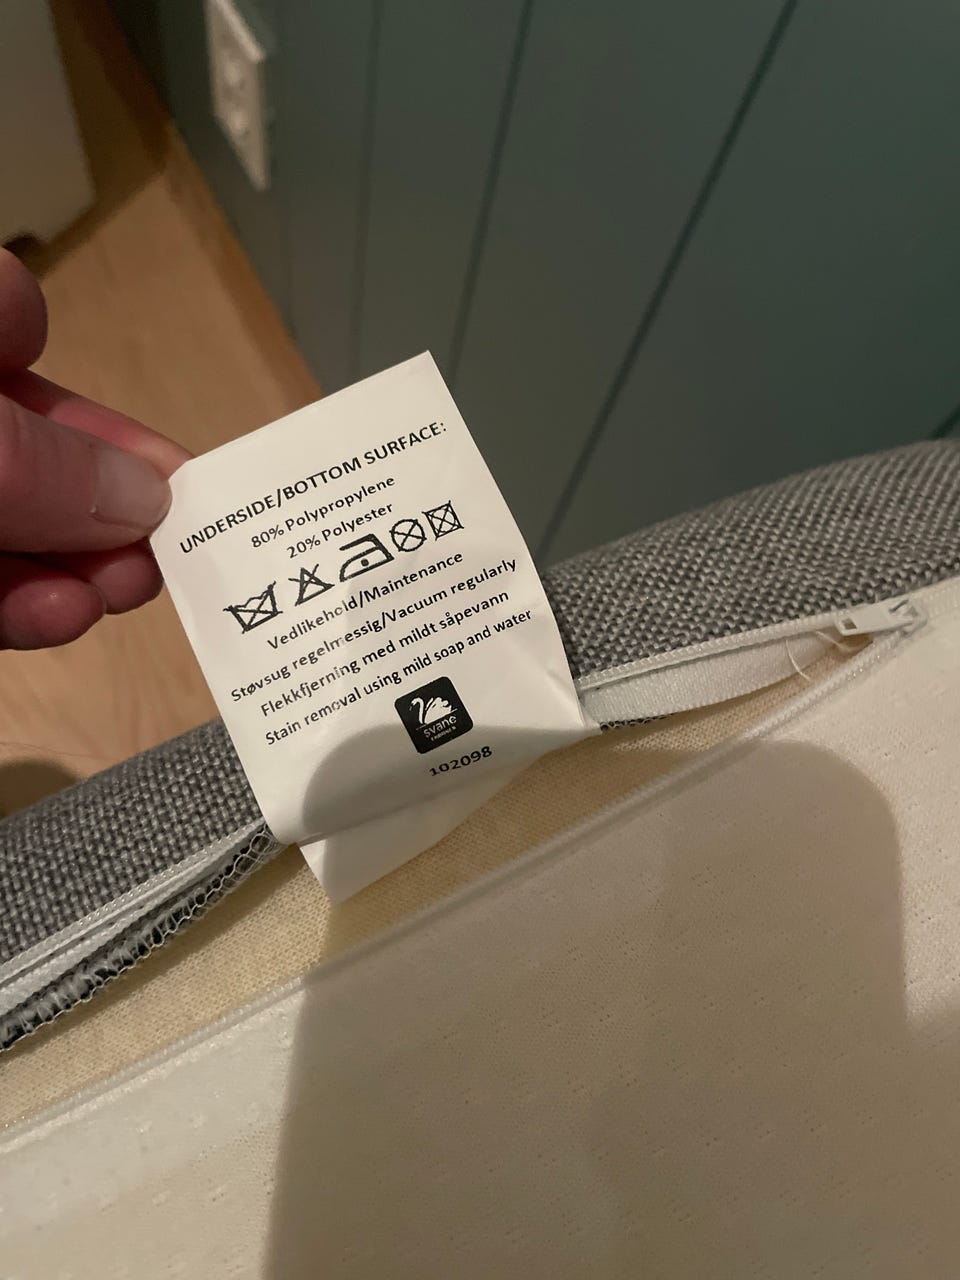 UNDERSIDE/BOTTOM SURFACE:
80% Polypropylene
20% Polyester
Vedlikehold/Maintenance
Støvsug regelmessig/Vacuum regularly
Flekkfjerning med mildt såpevann
Stain removal using mild soap and water
svane
102098